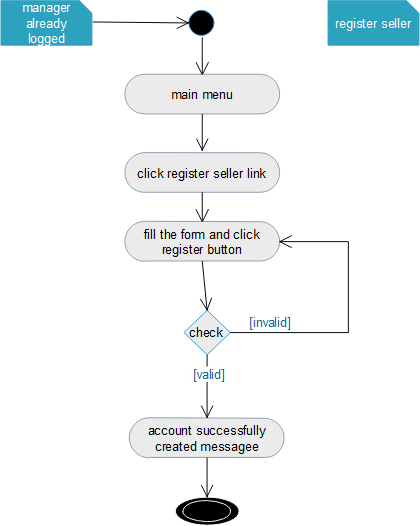 manager
already
logged
register seller
main menu
click register seller link
fill the form and click
register button
check
[invalid]
[valid]
account successfully
created messagee